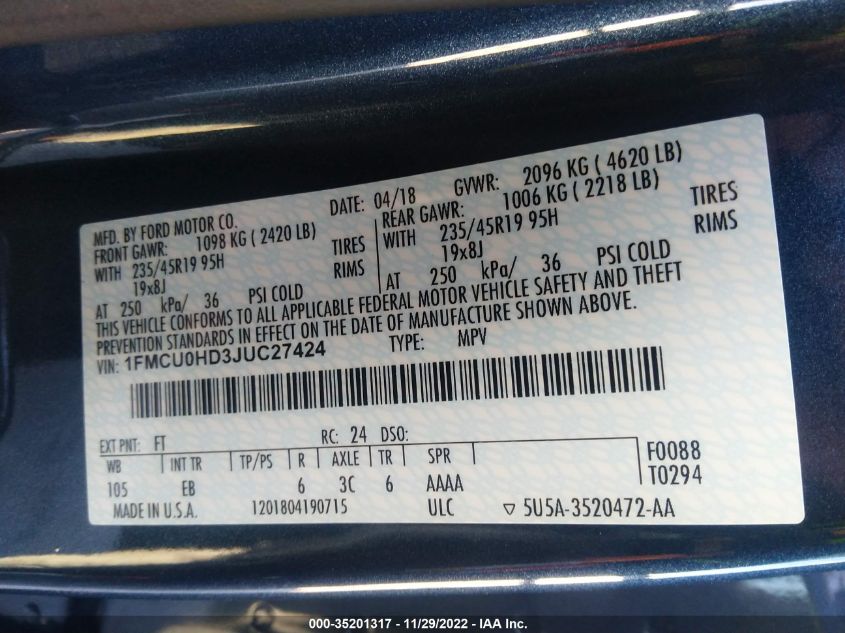 MFD. BY FORD MOTOR CO. DATE: 04/18 GVWR: 2096 KG ( 4620 LB)
FRONT GAWR: 1098 KG ( 2420 LB) REAR GAWR: 1006 KG ( 2218 LB)
WITH 235/45R19 95H TIRES WITH 235/45R19 95H TIRES
19x8J RIMS 19x8J RIMS
AT 250 kPa/ 36 PSI COLD AT 250 kPa/ 36 PSI COLD
THIS VEHICLE CONFORMS TO ALL APPLICABLE FEDERAL MOTOR VEHICLE SAFETY AND THEFT
PREVENTION STANDARDS IN EFFECT ON THE DATE OF MANUFACTURE SHOWN ABOVE.
VIN: 1FMCU0HD3JUC27424 TYPE: MPV
EXT PNT: FT RC: 24 DSO:
WB INT TR TP/PS R AXLE TR SPR F0088
105 EB 6 3C 6 AAAA T0294
MADE IN U.S.A. 1201804190715 ULC ▽ 5U5A-3520472-AA
000-35201317 - 11/29/2022 - IAA Inc.